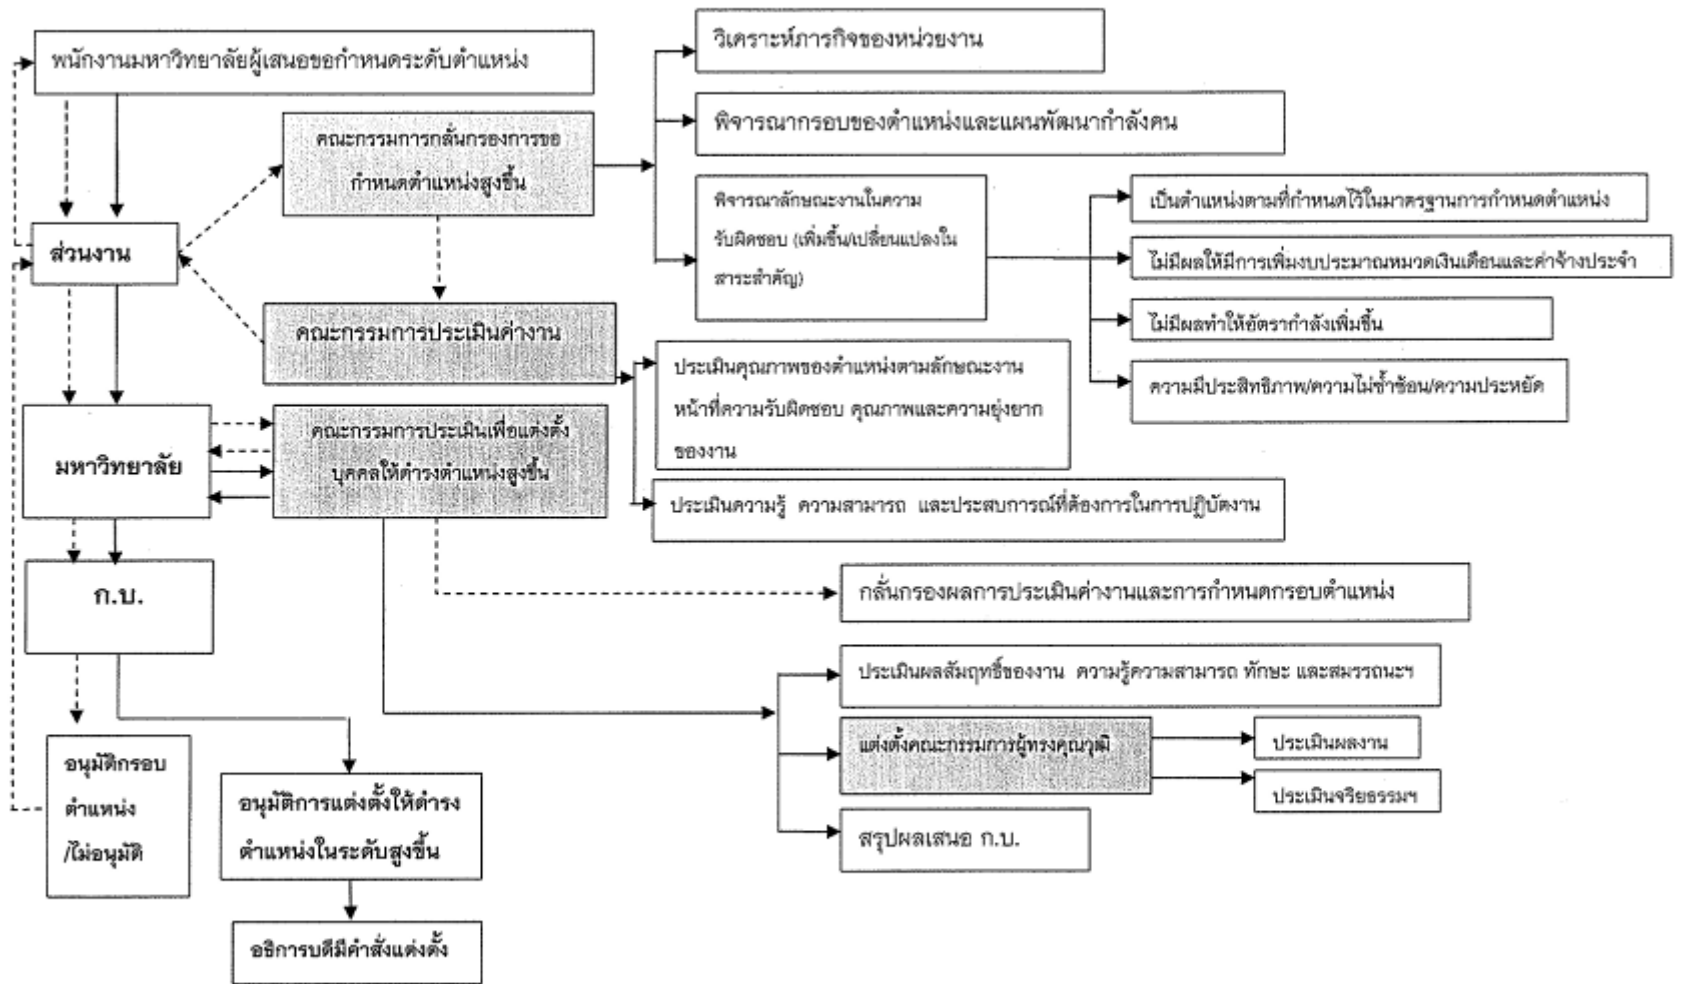 พนักงานมหาวิทยาลัยผู้เสนอขอกำหนดระดับตำแหน่ง
วิเคราะห์ภารกิจของหน่วยงาน
คณะกรรมการกลั่นกรองการขอ
กำหนดตำแหน่งสูงขึ้น
พิจารณากรอบของตำแหน่งและแผนพัฒนากำลังคน
พิจารณาลักษณะงานในความ
รับผิดชอบ (เพิ่มขึ้น/เปลี่ยนแปลงใน
สาระสำคัญ)
เป็นตำแหน่งตามที่กำหนดไว้ในมาตรฐานการกำหนดตำแหน่ง
ไม่มีผลให้มีการเพิ่มงบประมาณหมวดเงินเดือนและค่าจ้างประจำ
ไม่มีผลทำให้อัตรากำลังเพิ่มขึ้น
ความมีประสิทธิภาพ/ความไม่ซ้ำซ้อน/ความประหยัด
ส่วนงาน
คณะกรรมการประเมินค่างาน
ประเมินคุณภาพของตำแหน่งตามลักษณะงาน
หน้าที่ความรับผิดชอบ คุณภาพและความยุ่งยาก
ของงาน
ประเมินความรู้ ความสามารถ และประสบการณ์ที่ต้องการในการปฏิบัตงาน
มหาวิทยาลัย
คณะกรรมการประเมินเพื่อแต่งตั้ง
บุคคลให้ดำรงตำแหน่งสูงขึ้น
ก.บ.
กลั่นกรองผลการประเมินค่างานและการกำหนดกรอบตำแหน่ง
ประเมินผลสัมฤทธิ์ของงาน ความรู้ความสามารถ ทักษะ และสมรรถนะฯ
แต่งตั้งคณะกรรมการผู้ทรงคุณวุฒิ
ประเมินผลงาน
ประเมินจริยธรรมฯ
สรุปผลเสนอ ก.บ.
อนุมัติกรอบ
ตำแหน่ง
/ไม่อนุมัติ
อนุมัติการแต่งตั้งให้ดำรง
ตำแหน่งในระดับสูงขึ้น
อธิการบดีมีคำสั่งแต่งตั้ง